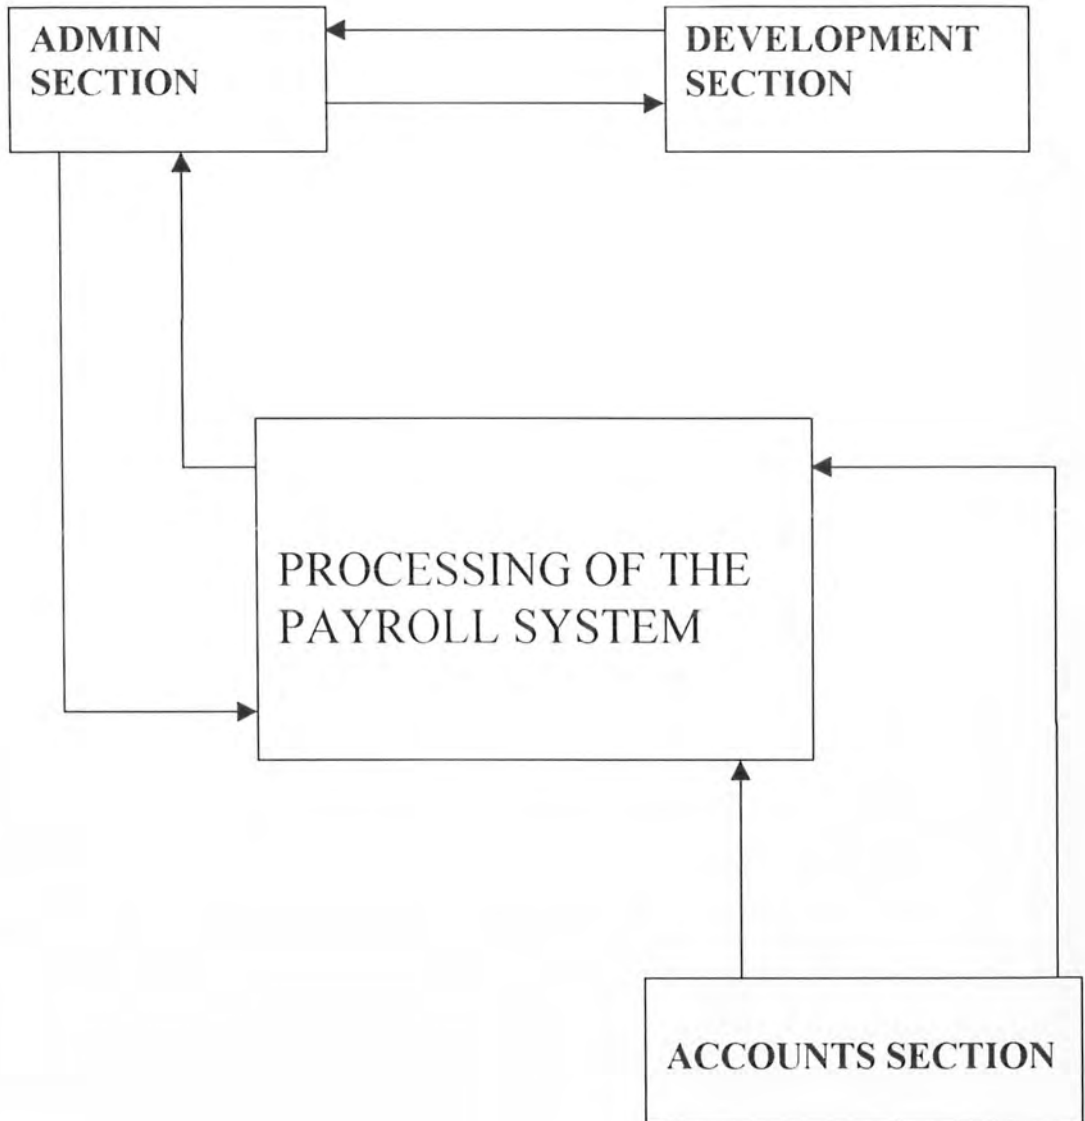 ADMIN
SECTION
DEVELOPMENT
SECTION
PROCESSING OF THE
PAYROLL SYSTEM
ACCOUNTS SECTION